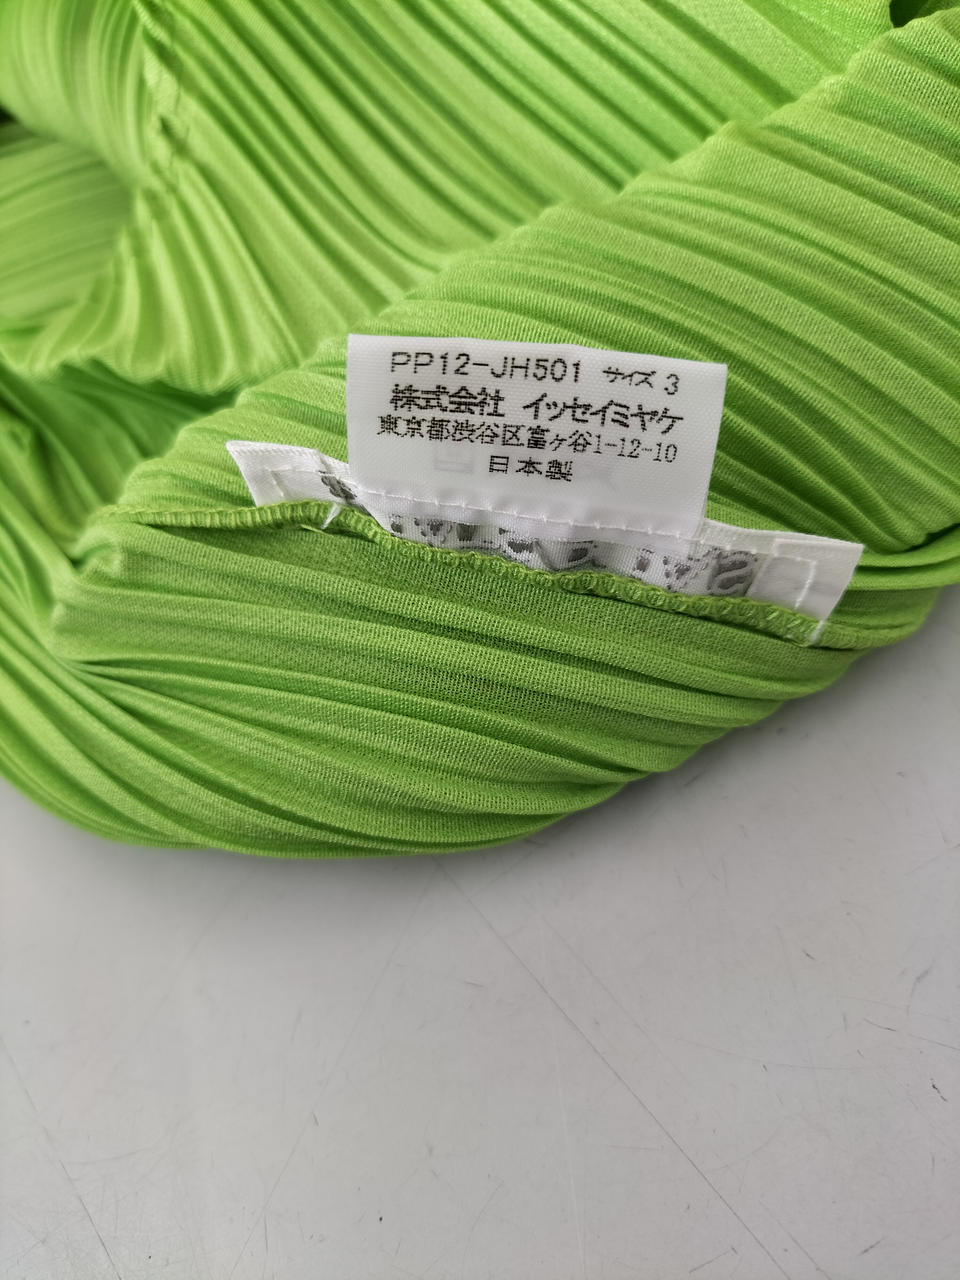 PP12-JH501 サイズ 3
株式会社 イッセイミヤケ
東京都渋谷区富ヶ谷1-12-10
日本製